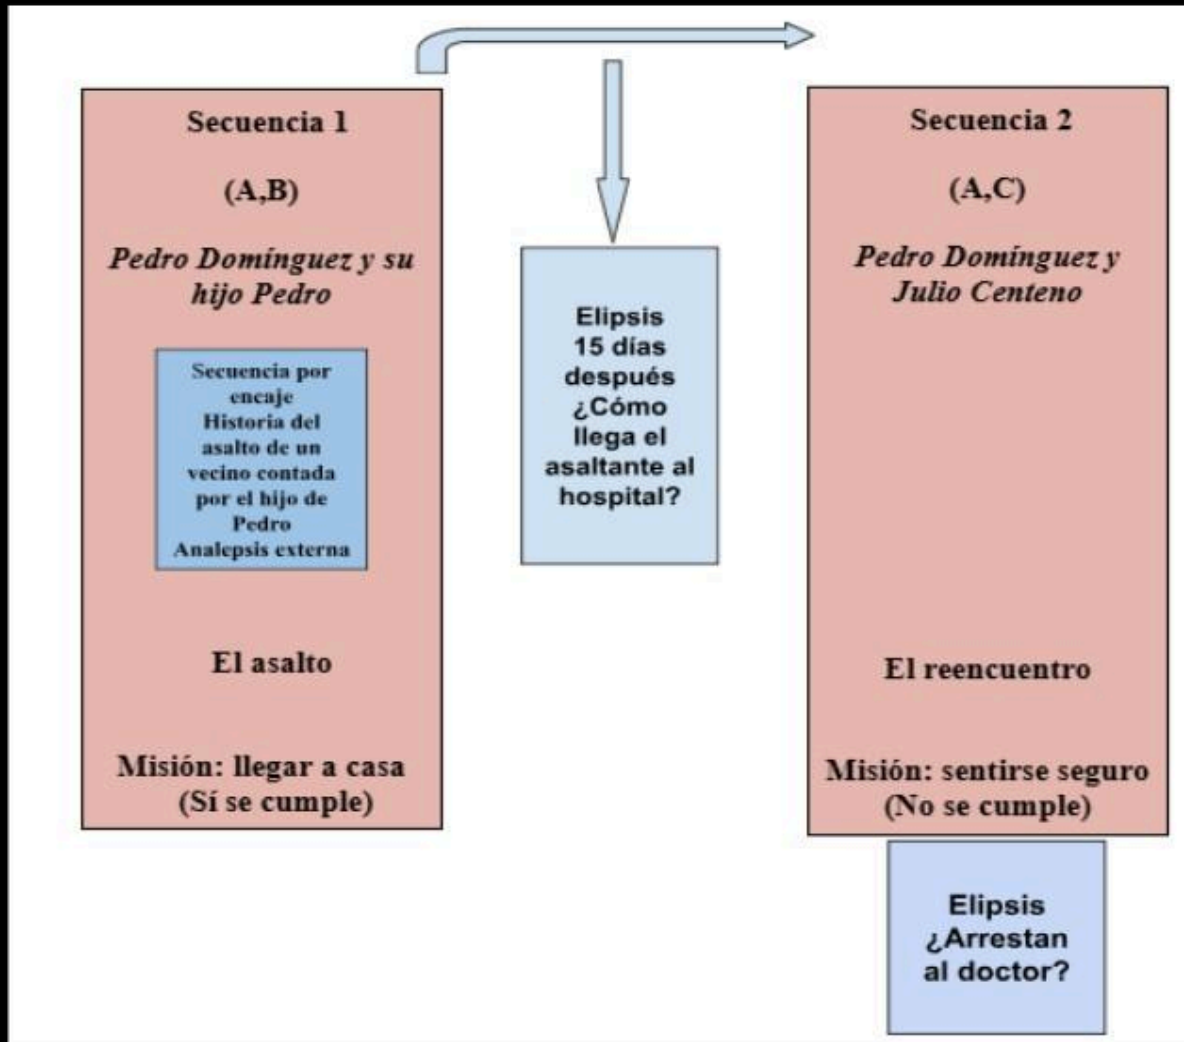 Secuencia 1
(A,B)
Pedro Domínguez y su
hijo Pedro
Secuencia por
encaje
Historia del
asalto de un
vecino contada
por el hijo de
Pedro
Analepsis externa
El asalto
Misión: llegar a casa
(Sí se cumple)
Elipsis
15 días
después
¿Cómo
llega el
asaltante al
hospital?
Secuencia 2
(A,C)
Pedro Domínguez y
Julio Centeno
El reencuentro
Misión: sentirse seguro
(No se cumple)
Elipsis
¿Arrestan
al doctor?